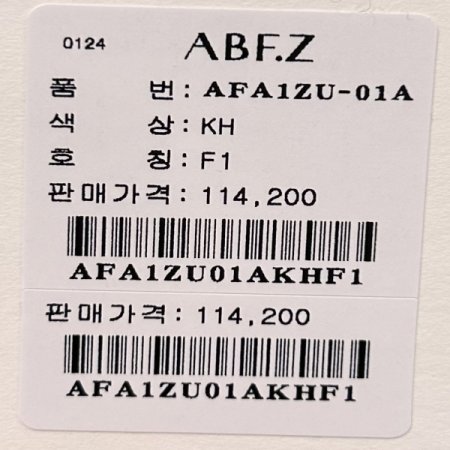 0124 ABF.Z
품 번: AFA1ZU-01A
색 상: KH
호 칭: F1
판매가격: 114,200
AFA1ZU01AKHF1
판매가격: 114,200
AFA1ZU01AKHF1